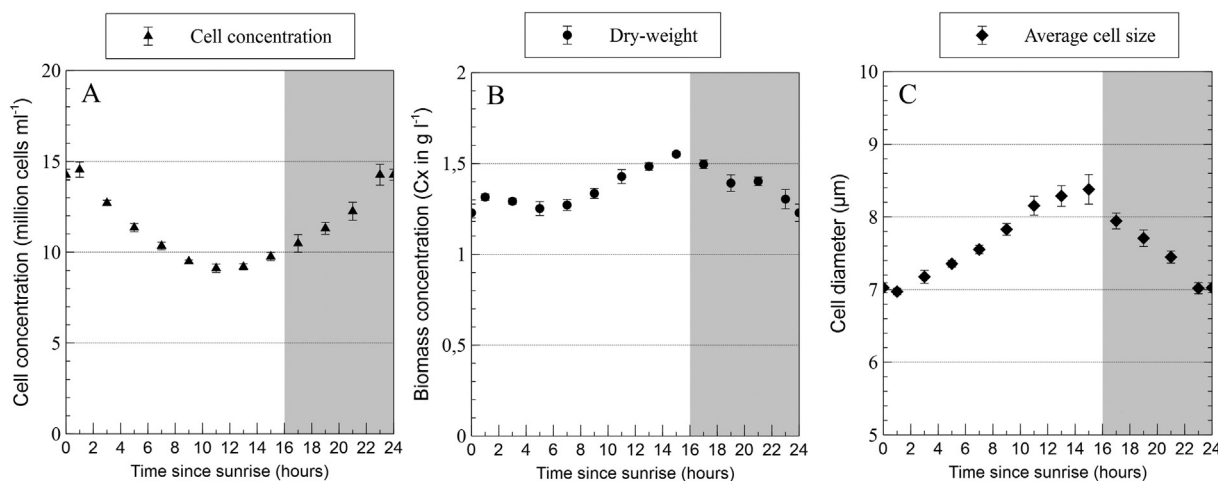 Cell concentration
Dry-weight
Average cell size
A
B
C
Cell concentration (million cells ml-1)
20
15
10
5
0
0 2 4 6 8 10 12 14 16 18 20 22 24
Time since sunrise (hours)
Biomass concentration (Cx in g l-1)
2
1.5
1
0,5
0
0 2 4 6 8 10 12 14 16 18 20 22 24
Time since sunrise (hours)
Cell diameter (µm)
10
9
8
7
6
5
0 2 4 6 8 10 12 14 16 18 20 22 24
Time since sunrise (hours)